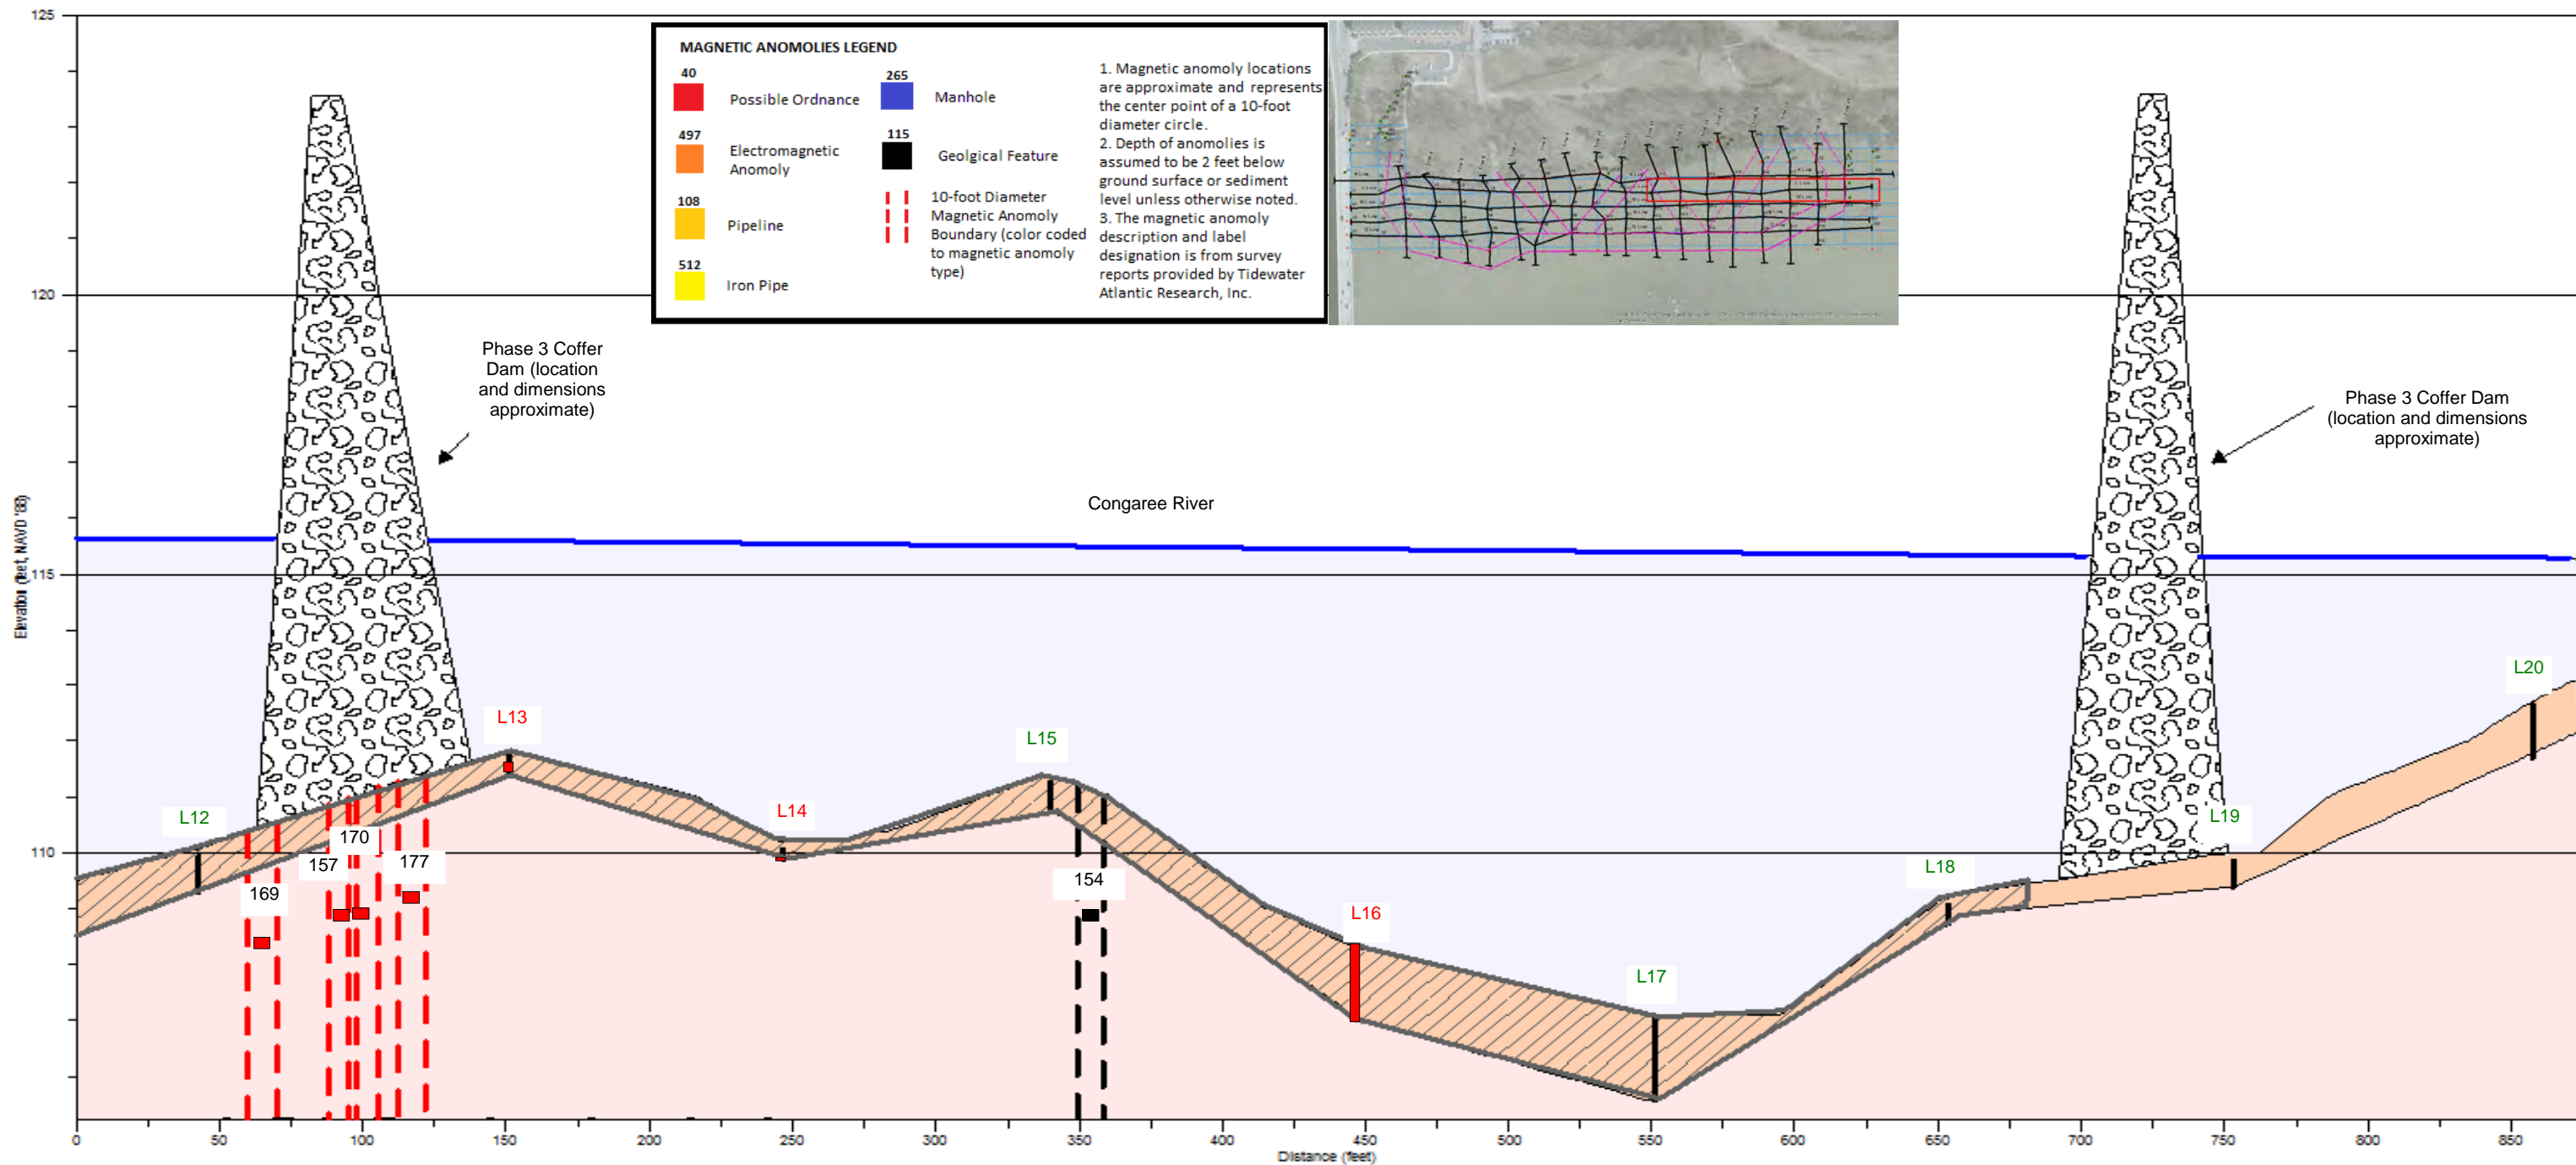 125
120
115
110
Elevation (feet, NAVD '88)
MAGNETIC ANOMOLIES LEGEND
40
Possible Ordnance
497
Electromagnetic
Anomoly
108
Pipeline
512
Iron Pipe
265
Manhole
115
Geolgical Feature
10-foot Diameter
Magnetic Anomoly
Boundary (color coded
to magnetic anomoly
type)
1. Magnetic anomoly locations
are approximate and represents
the center point of a 10-foot
diameter circle.
2. Depth of anomolies is
assumed to be 2 feet below
ground surface or sediment
level unless otherwise noted.
3. The magnetic anomoly
description and label
designation is from survey
reports provided by Tidewater
Atlantic Research, Inc.
Phase 3 Coffer
Dam (location
and dimensions
approximate)
Phase 3 Coffer Dam
(location and dimensions
approximate)
Congaree River
L12
L13
L14
L15
L16
L17
L18
L19
L20
169
157
170
177
154
0
50
100
150
200
250
300
350
400
450
500
550
600
650
700
750
800
850
Distance (feet)